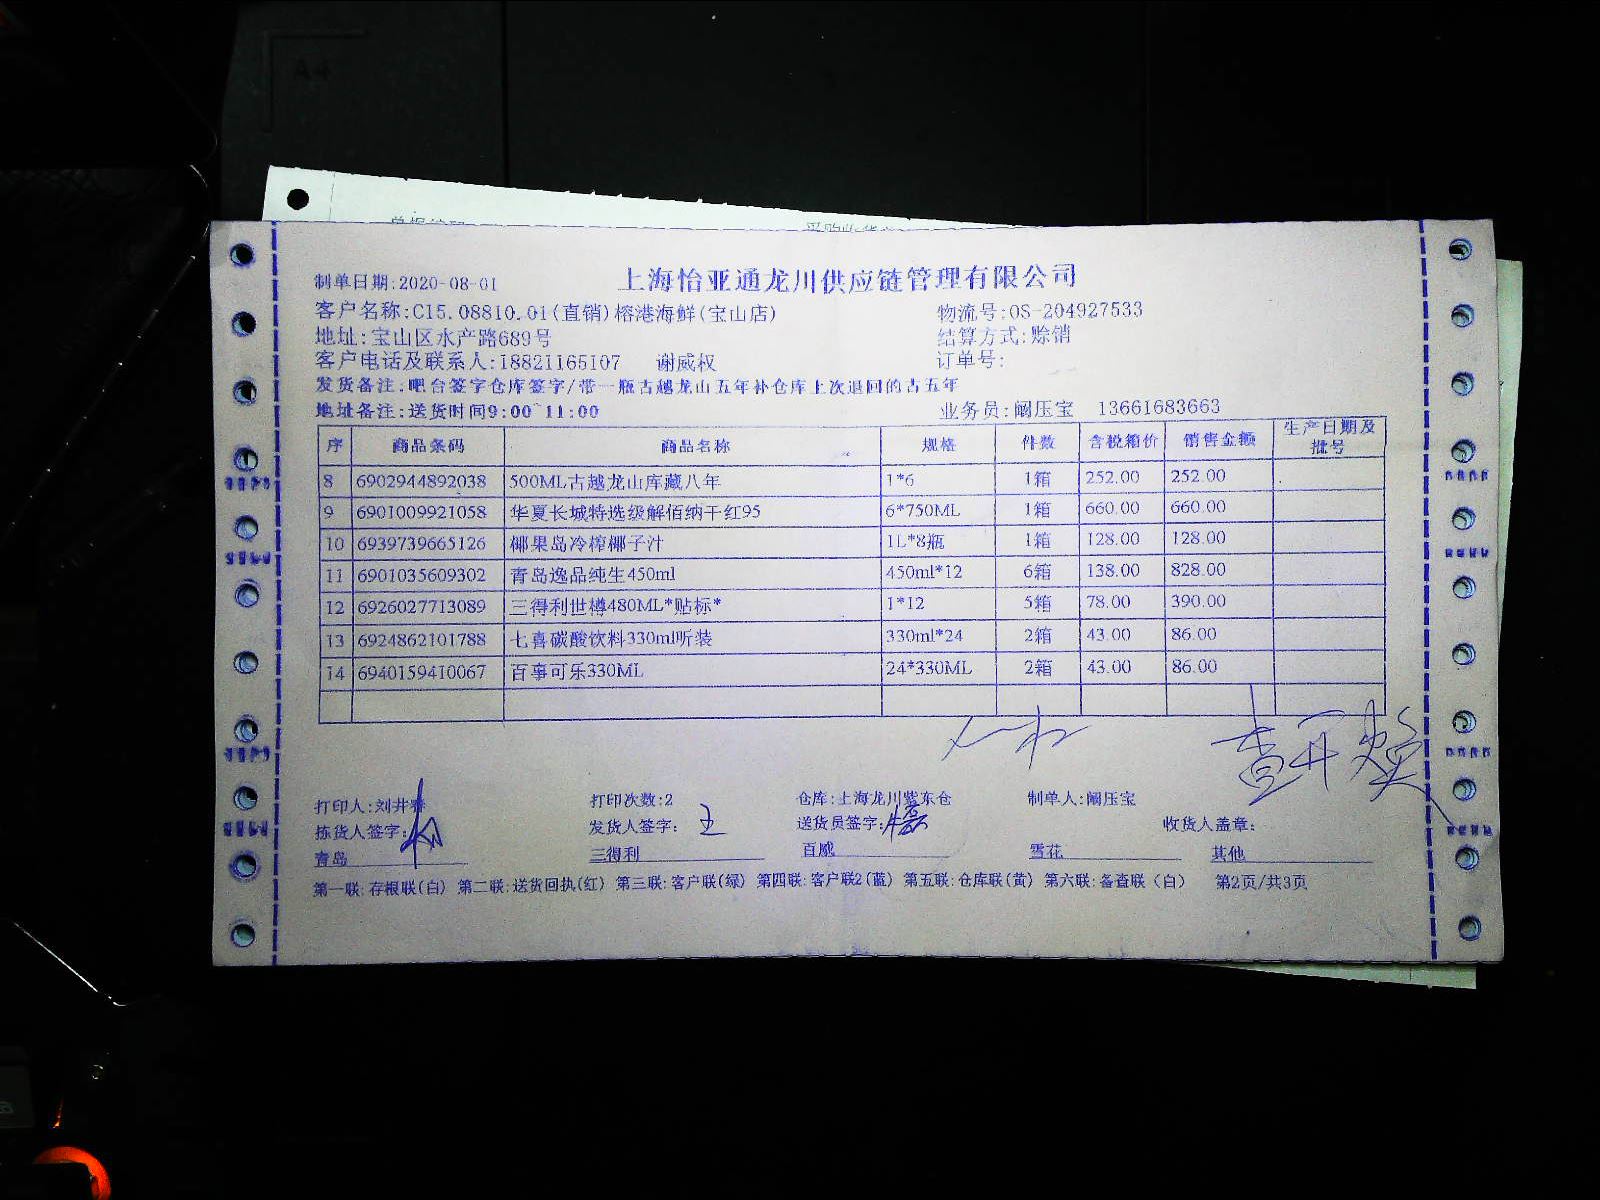 A4
制单日期:2020-08-01 上海怡亚通龙川供应链管理有限公司
客户名称:C15.08810.01(直销)榕港海鲜(宝山店) 物流号:OS-204927533
地址:宝山区水产路689号 结算方式:赊销
客户电话及联系人:18821165107 谢威权 订单号:
发货备注:吧台签字仓库签字/带一瓶古越龙山五年补仓库上次退回的古五年
地址备注:送货时间9:00~11:00 业务员:阚压宝 13661683663
序 商品条码 商品名称 规格 件数 含税箱价 销售金额 生产日期及批号
8 6902944892038 500ML古越龙山库藏八年 1*6 1箱 252.00 252.00
9 6901009921058 华夏长城特选级解佰纳干红95 6*750ML 1箱 660.00 660.00
10 6939739665126 椰果岛冷榨椰子汁 1L*8瓶 1箱 128.00 128.00
11 6901035609302 青岛逸品纯生450ml 450ml*12 6箱 138.00 828.00
12 6926027713089 三得利世樽480ML*贴标* 1*12 5箱 78.00 390.00
13 6924862101788 七喜碳酸饮料330ml听装 330ml*24 2箱 43.00 86.00
14 6940159410067 百事可乐330ML 24*330ML 2箱 43.00 86.00
打印人:刘井 打印次数:2 仓库:上海龙川紫东仓 制单人:阚压宝
拣货人签字: 发货人签字: 王 送货员签字: 收货人盖章:
青岛 三得利 百威 雪花 其他
第一联:存根联(白) 第二联:送货回执(红) 第三联:客户联(绿) 第四联:客户联2(蓝) 第五联:仓库联(黄) 第六联:备查联(白) 第2页/共3页